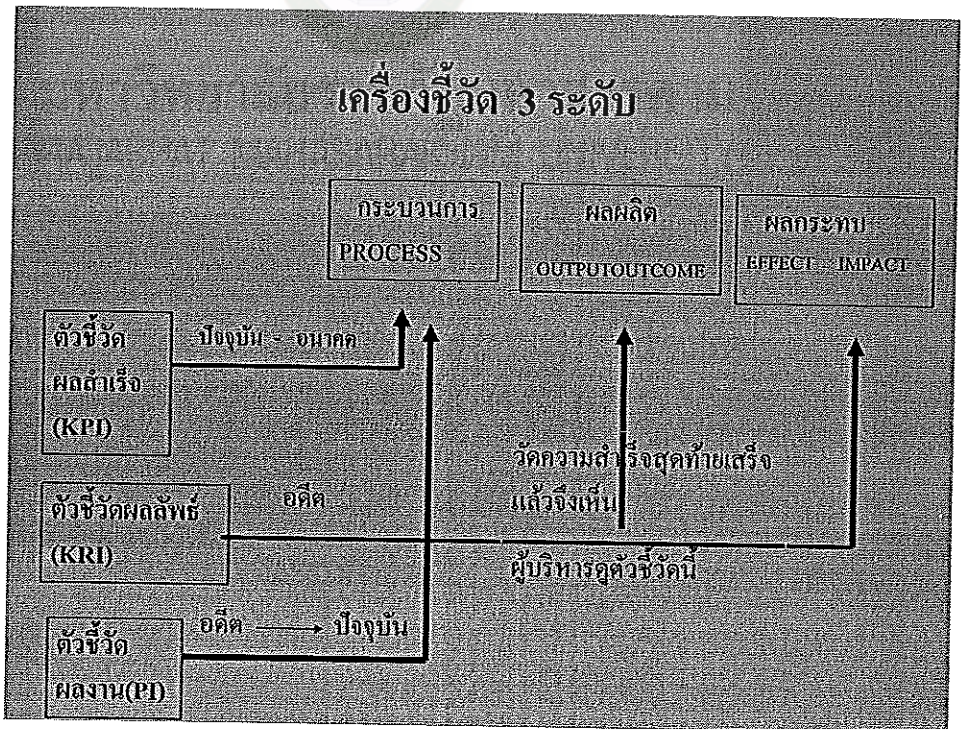 เครื่องชี้วัด 3 ระดับ
กระบวนการ
PROCESS
ผลผลิต
OUTPUTOUTCOME
ผลกระทบ
EFFECT IMPACT
ตัวชี้วัด
ผลสำเร็จ
(KPI)
ปัจจุบัน - อนาคต
วัดความสำเร็จสุดท้ายเสร็จ
แล้วจึงเห็น
ตัวชี้วัดผลลัพธ์
(KRI)
อดีต
ผู้บริหารดูตัวชี้วัดนี้
ตัวชี้วัด
ผลงาน(PI)
อดีต → ปัจจุบัน